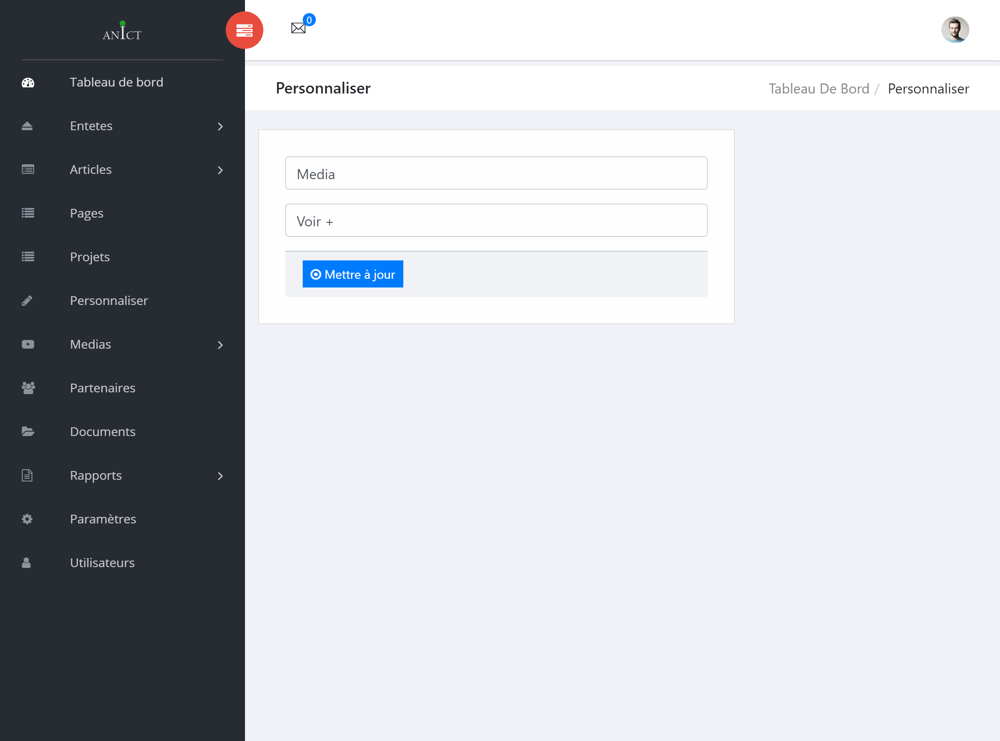 ANICT
0
Tableau de bord
Entetes
Articles
Pages
Projets
Personnaliser
Medias
Partenaires
Documents
Rapports
Paramètres
Utilisateurs
Personnaliser
Tableau De Bord / Personnaliser
Media
Voir +
Mettre à jour